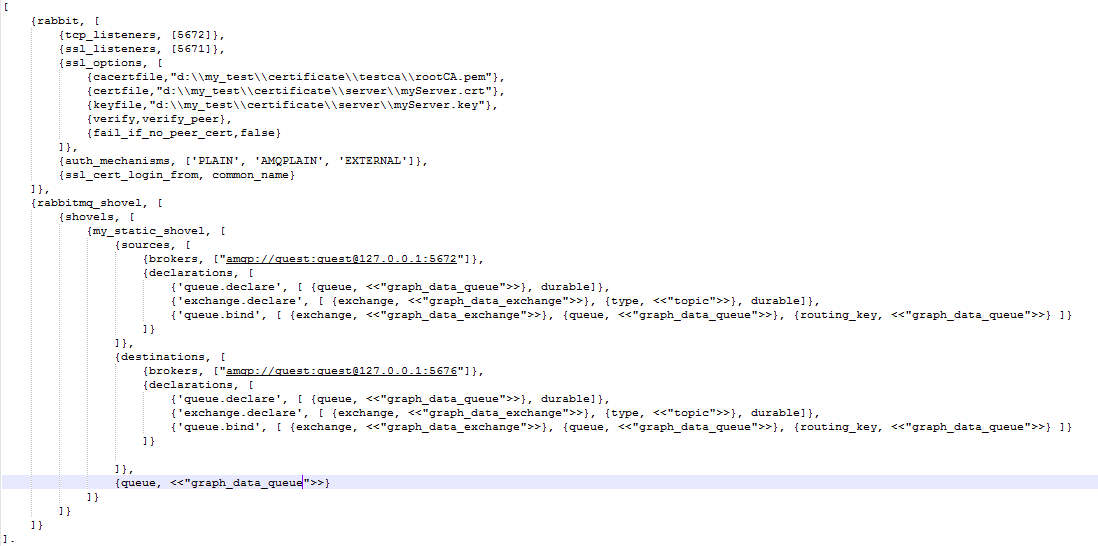 [
{rabbit, [
{tcp_listeners, [5672]},
{ssl_listeners, [5671]},
{ssl_options, [
{cacertfile,"d:\\my_test\\certificate\\testca\\rootCA.pem"},
{certfile,"d:\\my_test\\certificate\\server\\myServer.crt"},
{keyfile,"d:\\my_test\\certificate\\server\\myServer.key"},
{verify,verify_peer},
{fail_if_no_peer_cert,false}
]},
{auth_mechanisms, ['PLAIN', 'AMQPLAIN', 'EXTERNAL']},
{ssl_cert_login_from, common_name}
]},
{rabbitmq_shovel, [
{shovels, [
{my_static_shovel, [
{sources, [
{brokers, ["amqp://guest:guest@127.0.0.1:5672"]},
{declarations, [
{'queue.declare', [ {queue, <<"graph_data_queue">>}, durable]},
{'exchange.declare', [ {exchange, <<"graph_data_exchange">>}, {type, <<"topic">>}, durable]},
{'queue.bind', [ {exchange, <<"graph_data_exchange">>}, {queue, <<"graph_data_queue">>}, {routing_key, <<"graph_data_queue">>} ]}
]}
]},
{destinations, [
{brokers, ["amqp://guest:guest@127.0.0.1:5676"]},
{declarations, [
{'queue.declare', [ {queue, <<"graph_data_queue">>}, durable]},
{'exchange.declare', [ {exchange, <<"graph_data_exchange">>}, {type, <<"topic">>}, durable]},
{'queue.bind', [ {exchange, <<"graph_data_exchange">>}, {queue, <<"graph_data_queue">>}, {routing_key, <<"graph_data_queue">>} ]}
]}
]},
{queue, <<"graph_data_queue">>}
]}
]}
]}
].